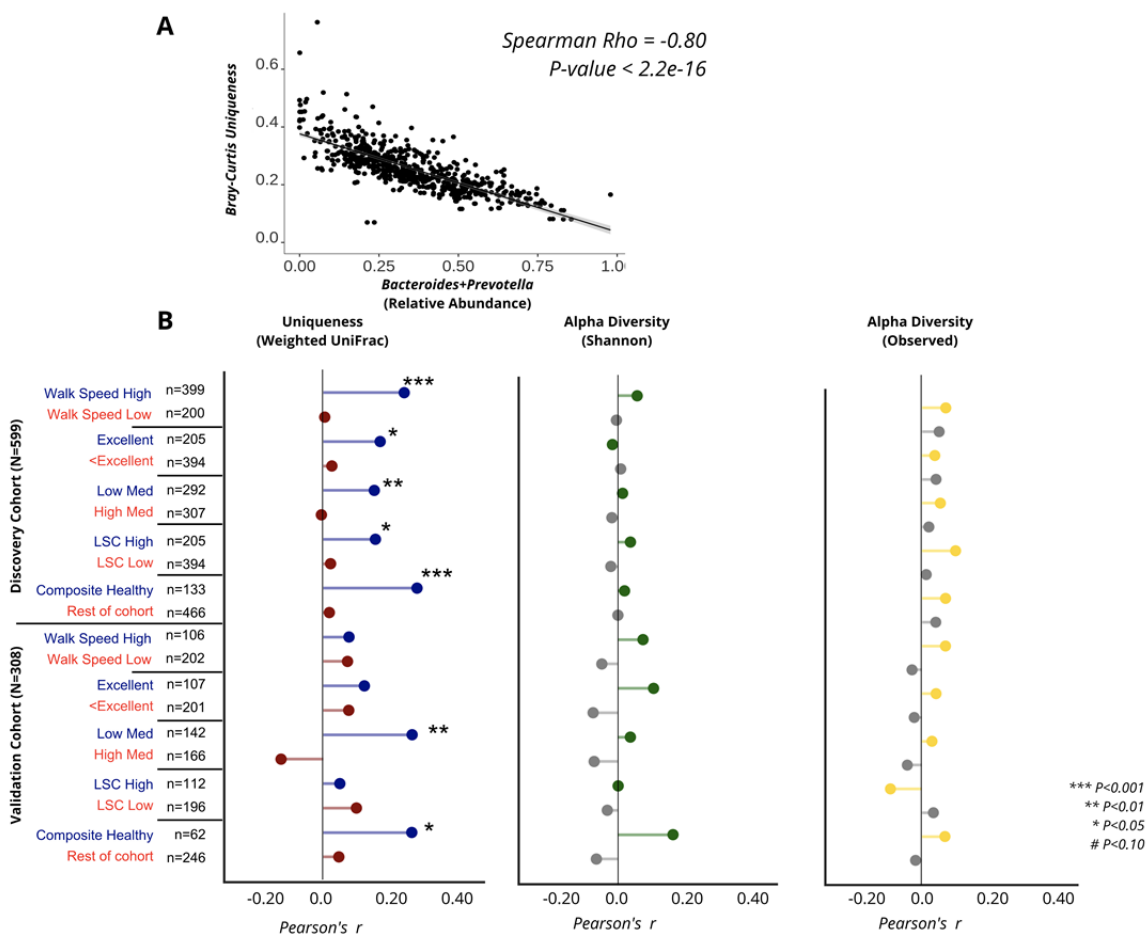 A
Spearman Rho = -0.80
P-value < 2.2e-16
Bray-Curtis Uniqueness
0.6
0.4
0.2
0.0
0.00 0.25 0.50 0.75 1.0
Bacteroides+Prevotella
(Relative Abundance)
B
Uniqueness
(Weighted UniFrac)
Alpha Diversity
(Shannon)
Alpha Diversity
(Observed)
Discovery Cohort (N=599)
Walk Speed High n=399 ***
Walk Speed Low n=200
Excellent n=205 *
<Excellent n=394
Low Med n=292 **
High Med n=307
LSC High n=205 *
LSC Low n=394
Composite Healthy n=133 ***
Rest of cohort n=466
Validation Cohort (N=308)
Walk Speed High n=106
Walk Speed Low n=202
Excellent n=107
<Excellent n=201
Low Med n=142 **
High Med n=166
LSC High n=112
LSC Low n=196
Composite Healthy n=62 *
Rest of cohort n=246
*** P<0.001
** P<0.01
* P<0.05
# P<0.10
-0.20 0.0 0.20 0.40
Pearson's r
-0.20 0.0 0.20 0.40
Pearson's r
-0.20 0.0 0.20 0.40
Pearson's r